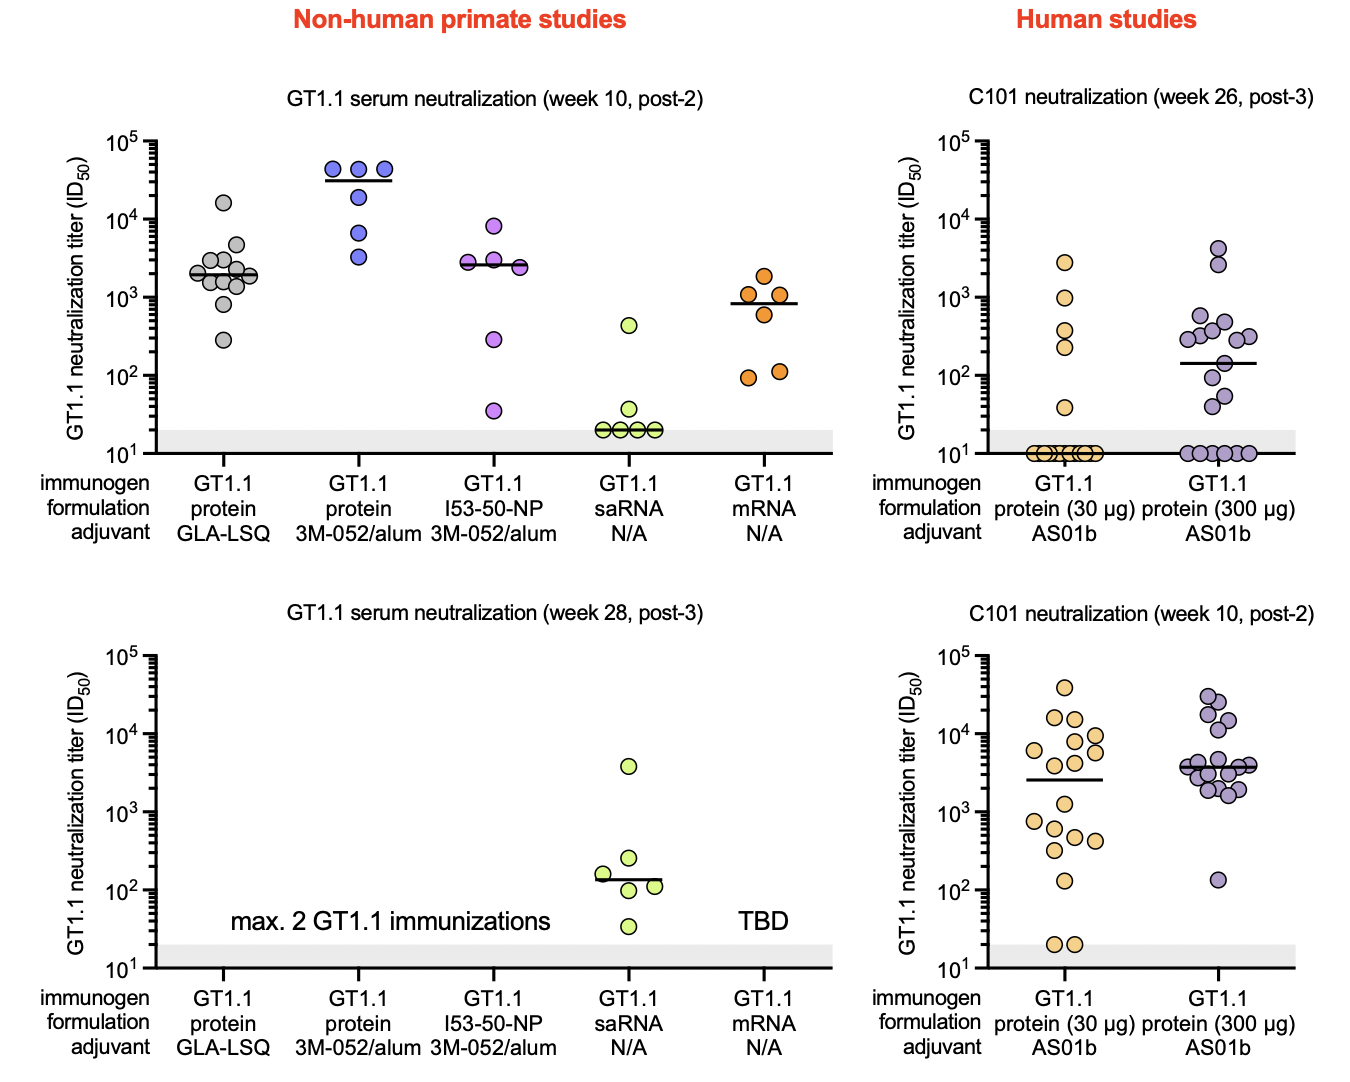 Non-human primate studies
Human studies
GT1.1 serum neutralization (week 10, post-2)
GT1.1 neutralization titer (ID50)
10^5
10^4
10^3
10^2
10^1
immunogen GT1.1 GT1.1 GT1.1 GT1.1 GT1.1
formulation protein protein I53-50-NP saRNA mRNA
adjuvant GLA-LSQ 3M-052/alum 3M-052/alum N/A N/A
C101 neutralization (week 26, post-3)
GT1.1 neutralization titer (ID50)
10^5
10^4
10^3
10^2
10^1
immunogen GT1.1 GT1.1
formulation protein (30 µg) protein (300 µg)
adjuvant AS01b AS01b
GT1.1 serum neutralization (week 28, post-3)
GT1.1 neutralization titer (ID50)
10^5
10^4
10^3
10^2
10^1
max. 2 GT1.1 immunizations
TBD
immunogen GT1.1 GT1.1 GT1.1 GT1.1 GT1.1
formulation protein protein I53-50-NP saRNA mRNA
adjuvant GLA-LSQ 3M-052/alum 3M-052/alum N/A N/A
C101 neutralization (week 10, post-2)
GT1.1 neutralization titer (ID50)
10^5
10^4
10^3
10^2
10^1
immunogen GT1.1 GT1.1
formulation protein (30 µg) protein (300 µg)
adjuvant AS01b AS01b